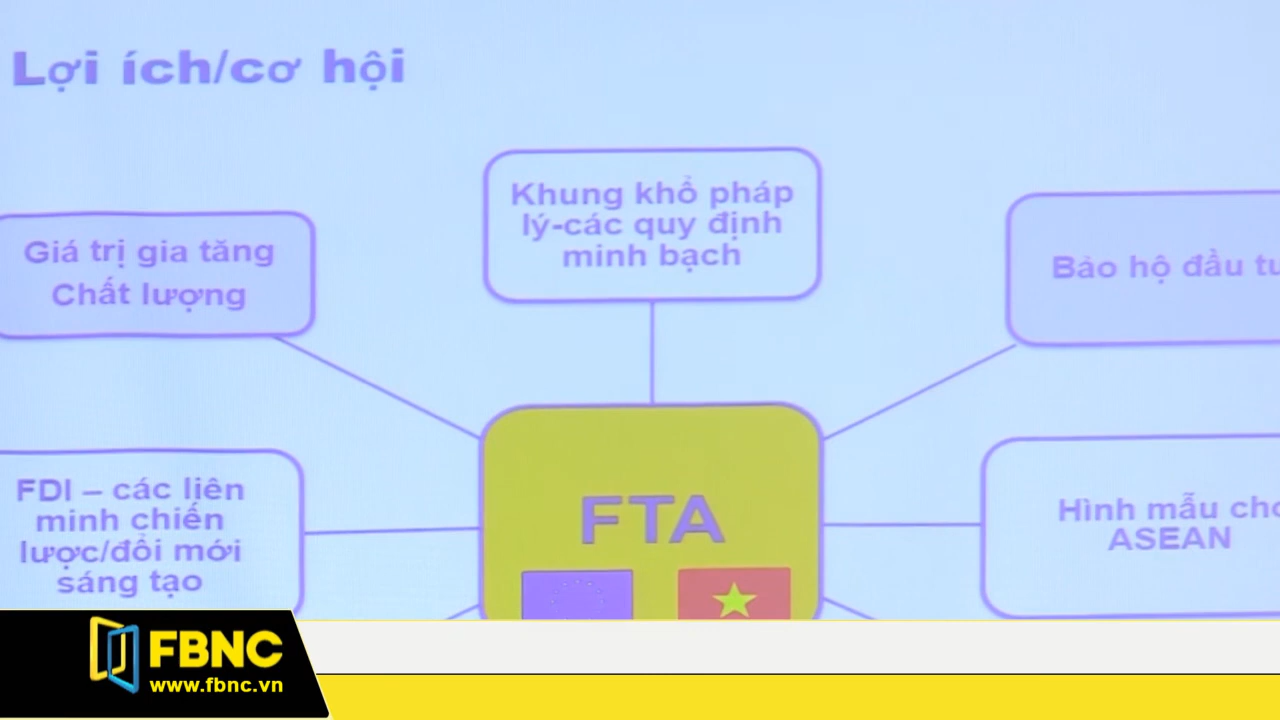 Lợi ích/cơ hội
Khung khổ pháp
lý-các quy định
minh bạch
Giá trị gia tăng
Chất lượng
Bảo hộ đầu tư
FDI – các liên
minh chiến
lược/đổi mới
sáng tạo
FTA
Hình mẫu cho
ASEAN
FBNC
www.fbnc.vn